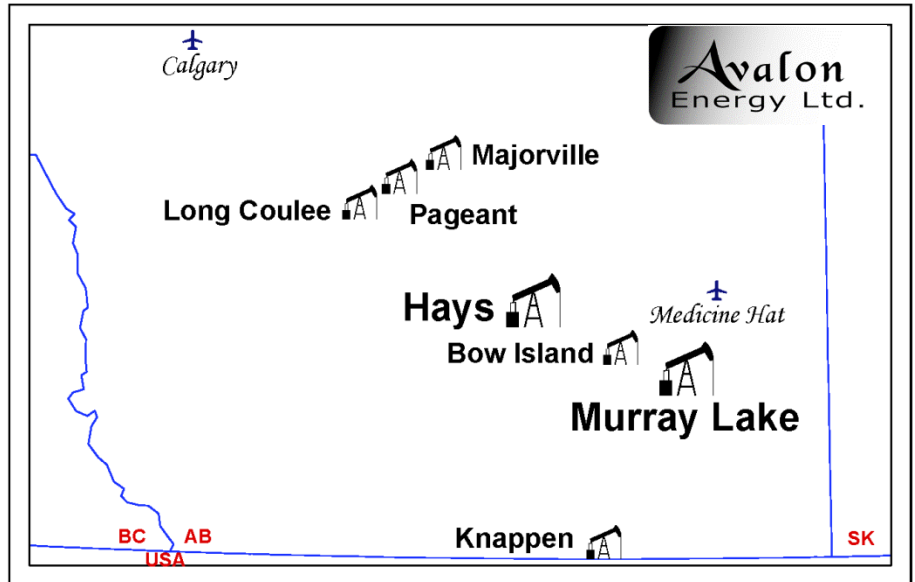 Avalon
Energy Ltd.
Calgary
Majorville
Long Coulee
Pageant
Hays
Medicine Hat
Bow Island
Murray Lake
Knappen
BC
AB
SK
USA